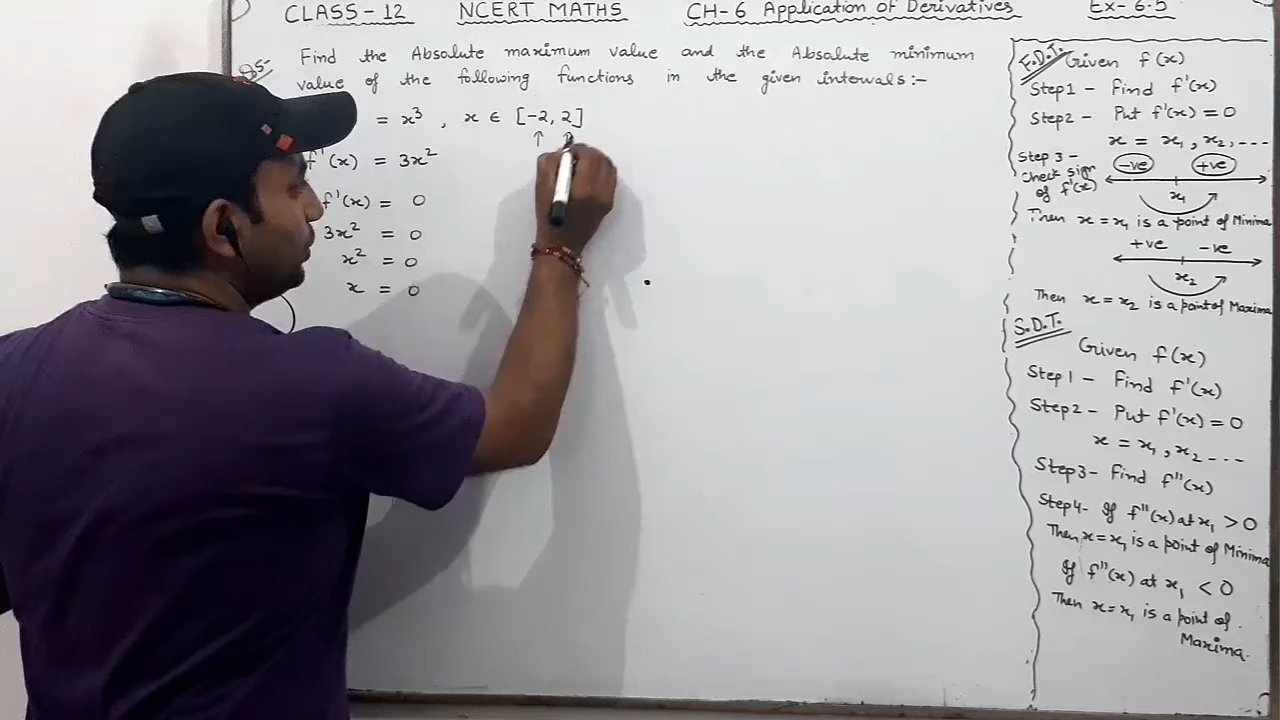 CLASS-12 NCERT MATHS CH-6 Application of Derivatives Ex-6.5
Q5- Find the Absolute maximum value and the Absolute minimum
value of the following functions in the given intervals:-
= x³ , x ∈ [-2, 2]
f'(x) = 3x²
f'(x) = 0
3x² = 0
x² = 0
x = 0
F.D.T. Given f(x)
Step1 - Find f'(x)
Step2 - Put f'(x) = 0
x = x₁, x₂, ---
Step 3 -
Check sign
of f'(x)
-ve +ve
x₁
Then x = x₁ is a point of Minima
+ve -ve
x₂
Then x = x₂ is a point of Maxima
S.D.T.
Given f(x)
Step1 - Find f'(x)
Step2 - Put f'(x) = 0
x = x₁, x₂ ---
Step3 - Find f''(x)
Step4- If f''(x) at x₁ > 0
Then x = x₁ is a point of Minima
If f''(x) at x₁ < 0
Then x = x₁ is a point of.
Maxima.